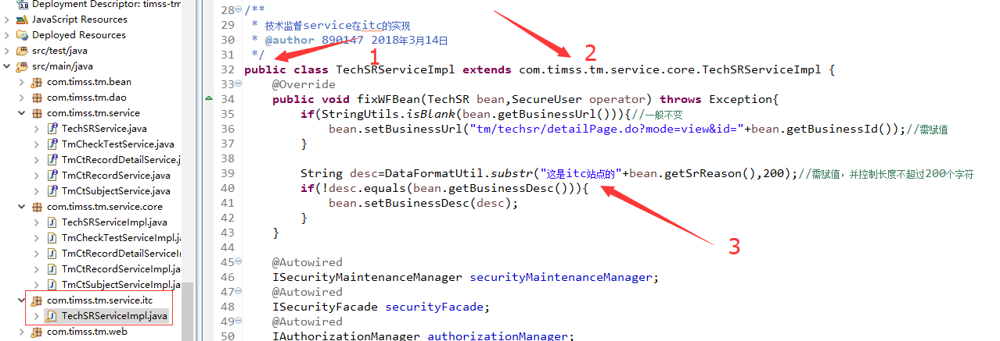 Deployment Descriptor: timss-tm
JavaScript Resources
Deployed Resources
src/test/java
src/main/java
com.timss.tm.bean
com.timss.tm.dao
com.timss.tm.service
TechSRService.java
TmCheckTestService.java
TmCtRecordDetailService.j
TmCtRecordService.java
TmCtSubjectService.java
com.timss.tm.service.core
TechSRServiceImpl.java
TmCheckTestServiceImpl.ja
TmCtRecordDetailServiceIn
TmCtRecordServiceImpl.ja
TmCtSubjectServiceImpl.ja
com.timss.tm.service.itc
TechSRServiceImpl.java
com.timss.tm.web
28 /**
29 * 技术监督service在itc的实现
30 * @author 890147 2018年3月14日
31 */
32 public class TechSRServiceImpl extends com.timss.tm.service.core.TechSRServiceImpl {
33 @Override
34 public void fixWFBean(TechSR bean,SecureUser operator) throws Exception{
35 if(StringUtils.isBlank(bean.getBusinessUrl())){//一般不变
36 bean.setBusinessUrl("tm/techsr/detailPage.do?mode=view&id="+bean.getBusinessId());//需赋值
37 }
38
39 String desc=DataFormatUtil.substr("这是itc站点的"+bean.getSrReason(),200);//需赋值,并控制长度不超过200个字符
40 if(!desc.equals(bean.getBusinessDesc())){
41 bean.setBusinessDesc(desc);
42 }
43 }
44
45 @Autowired
46 ISecurityMaintenanceManager securityMaintenanceManager;
47 @Autowired
48 ISecurityFacade securityFacade;
49 @Autowired
50 IAuthorizationManager authorizationManager;
1
2
3